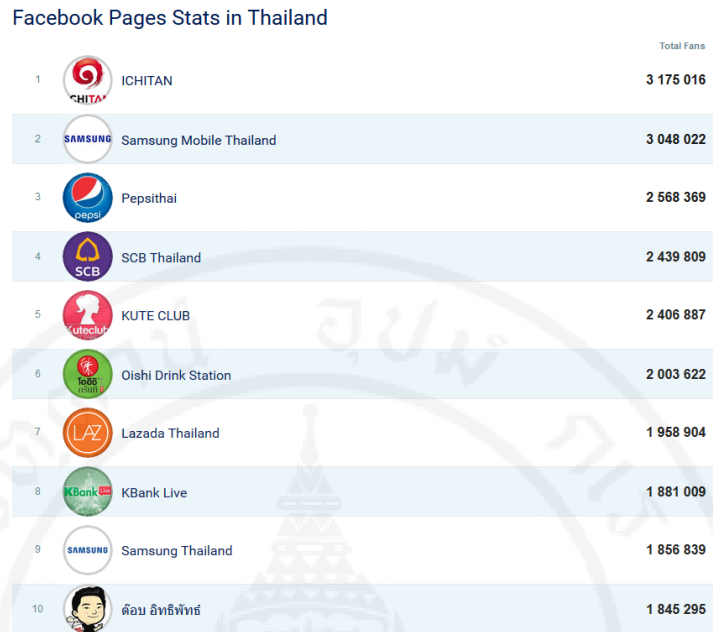 Facebook Pages Stats in Thailand
Total Fans
1 ICHITAN 3 175 016
2 SAMSUNG Samsung Mobile Thailand 3 048 022
3 pepsi Pepsithai 2 568 369
4 SCB SCB Thailand 2 439 809
5 Kuteclub KUTE CLUB 2 406 887
6 โออิชิ กรีนที Oishi Drink Station 2 003 622
7 LAZ Lazada Thailand 1 958 904
8 KBank Live KBank Live 1 881 009
9 SAMSUNG Samsung Thailand 1 856 839
10 ต๊อบ อิทธิพัทธ์ 1 845 295